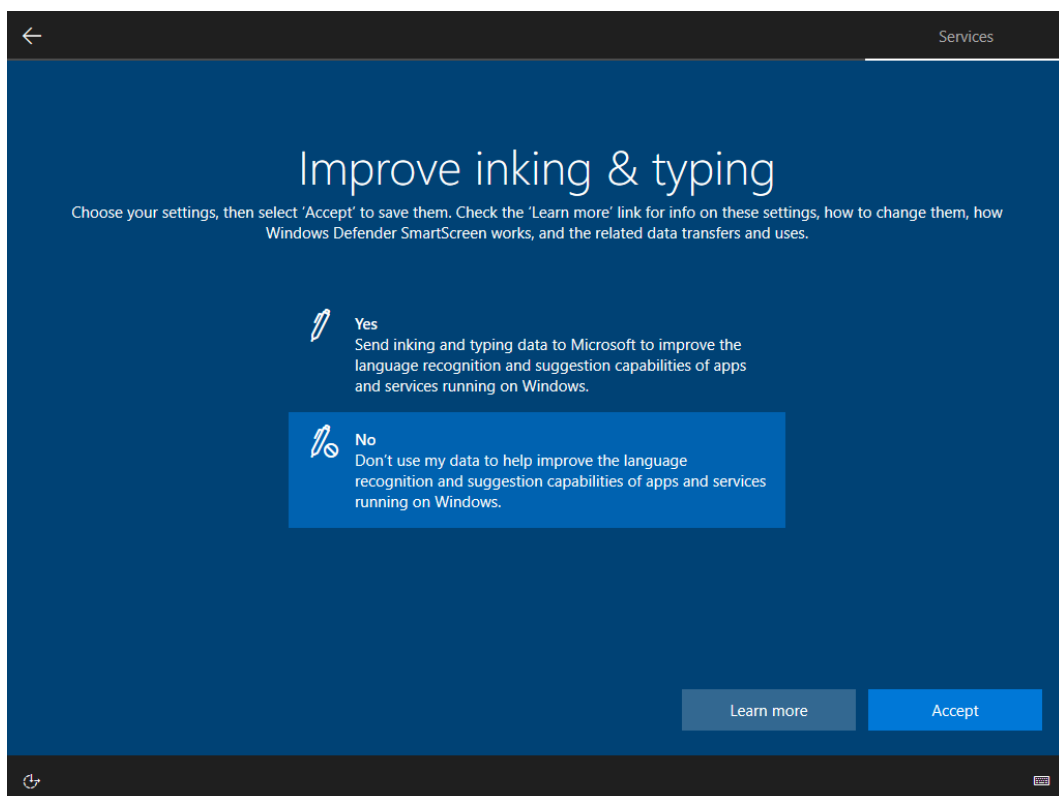 Services
Improve inking & typing
Choose your settings, then select 'Accept' to save them. Check the 'Learn more' link for info on these settings, how to change them, how
Windows Defender SmartScreen works, and the related data transfers and uses.
Yes
Send inking and typing data to Microsoft to improve the
language recognition and suggestion capabilities of apps
and services running on Windows.
No
Don't use my data to help improve the language
recognition and suggestion capabilities of apps and services
running on Windows.
Learn more
Accept